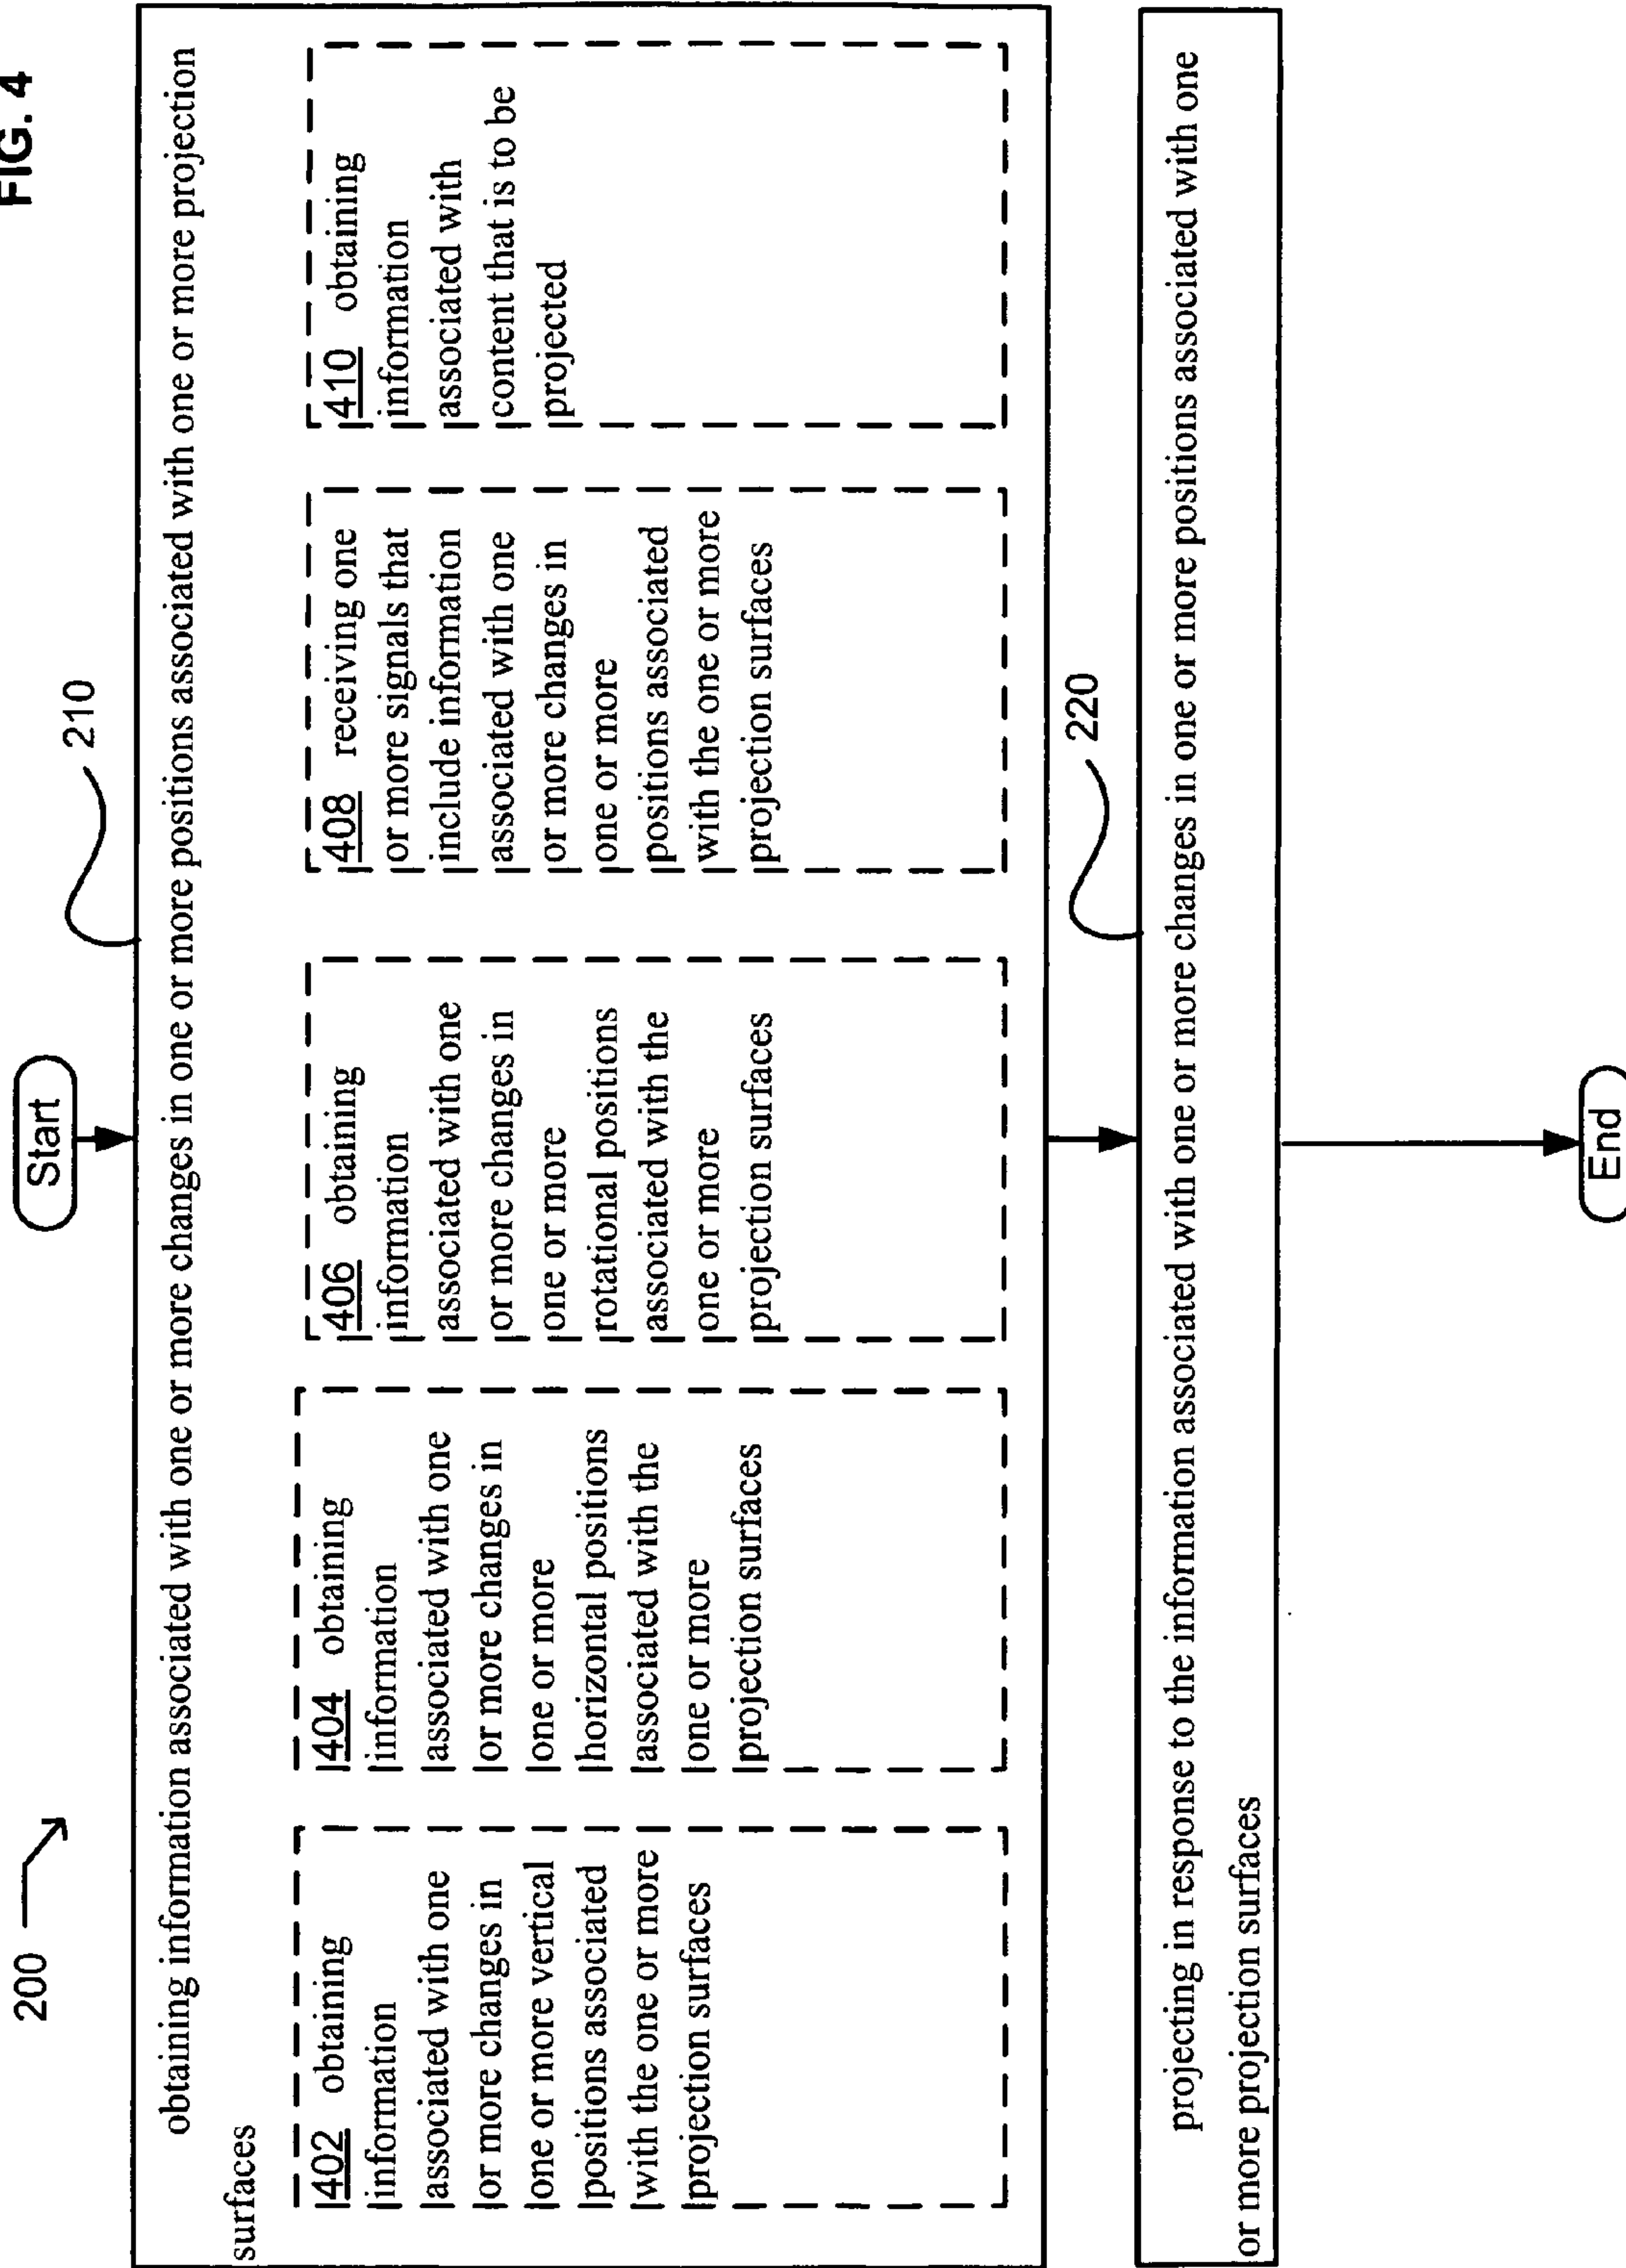 FIG. 4
200
Start
210
obtaining information associated with one or more changes in one or more positions associated with one or more projection
surfaces
402 obtaining
information
associated with one
or more changes in
one or more vertical
positions associated
with the one or more
projection surfaces
404 obtaining
information
associated with one
or more changes in
one or more
horizontal positions
associated with the
one or more
projection surfaces
406 obtaining
information
associated with one
or more changes in
one or more
rotational positions
associated with the
one or more
projection surfaces
408 receiving one
or more signals that
include information
associated with one
or more changes in
one or more
positions associated
with the one or more
projection surfaces
410 obtaining
information
associated with
content that is to be
projected
220
projecting in response to the information associated with one or more changes in one or more positions associated with one
or more projection surfaces
End